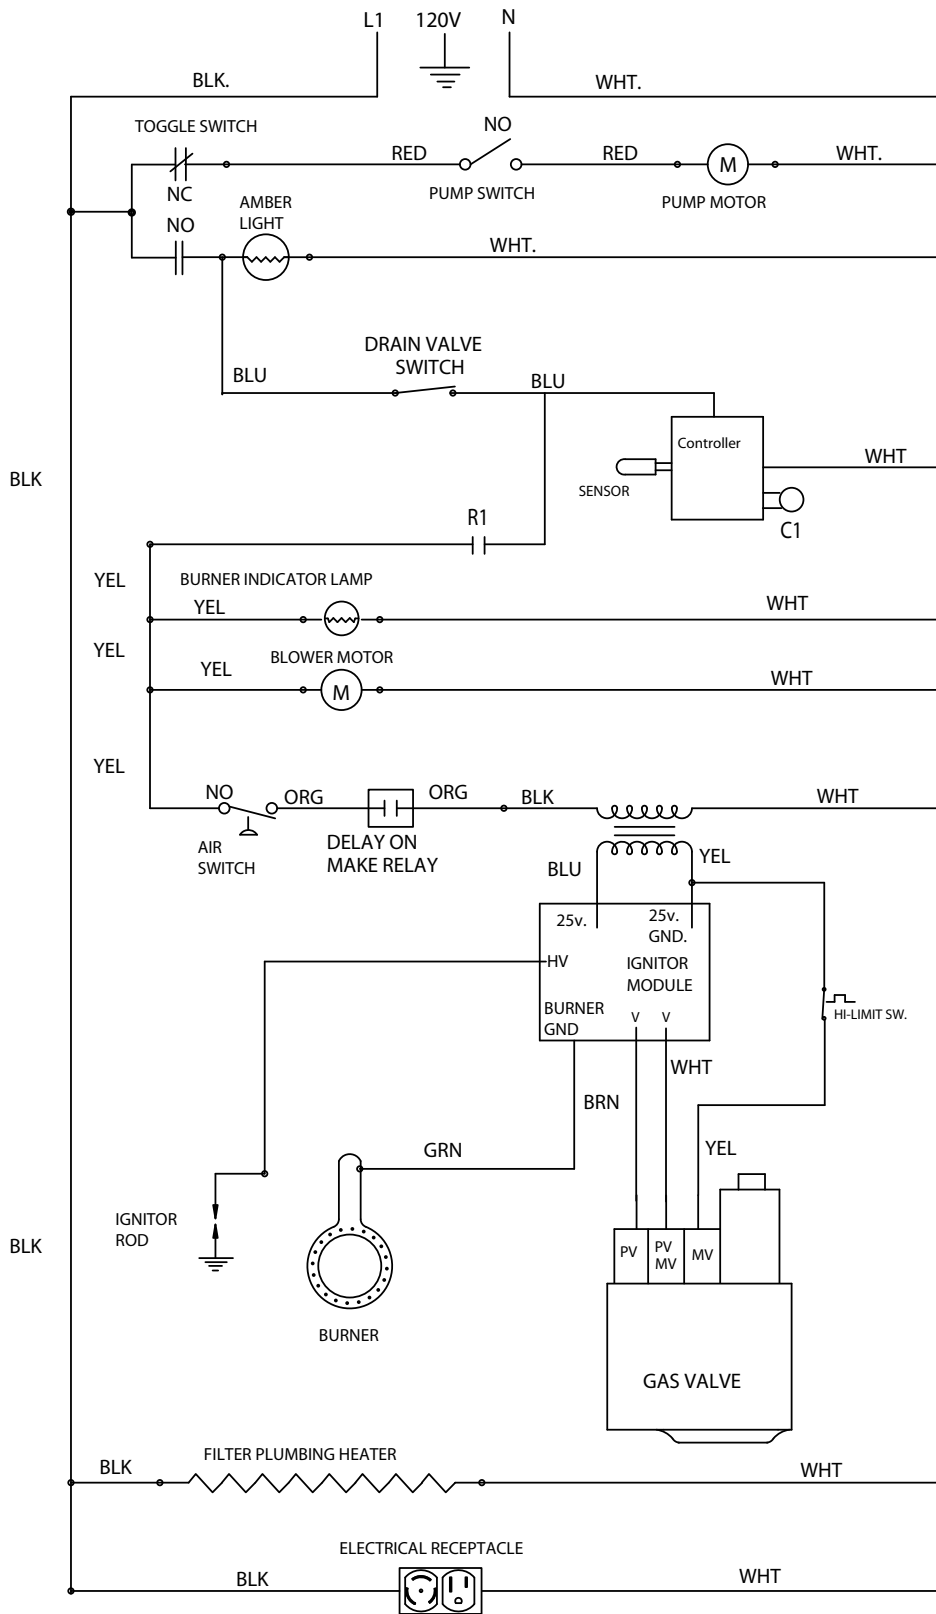 L1 120V N
BLK. WHT.
TOGGLE SWITCH
NO
RED RED WHT.
NC
PUMP SWITCH
M
PUMP MOTOR
NO
AMBER
LIGHT
WHT.
DRAIN VALVE
SWITCH
BLU BLU
Controller
WHT
SENSOR
C1
BLK
R1
YEL
BURNER INDICATOR LAMP
YEL WHT
YEL
BLOWER MOTOR
YEL WHT
M
YEL
NO ORG ORG BLK WHT
AIR
SWITCH
DELAY ON
MAKE RELAY
BLU YEL
25v. 25v.
GND.
HV IGNITOR
MODULE
BURNER
GND
V V
HI-LIMIT SW.
WHT
BRN
GRN
YEL
IGNITOR
ROD
BLK
PV PV
MV MV
BURNER
GAS VALVE
FILTER PLUMBING HEATER
BLK WHT
ELECTRICAL RECEPTACLE
BLK WHT